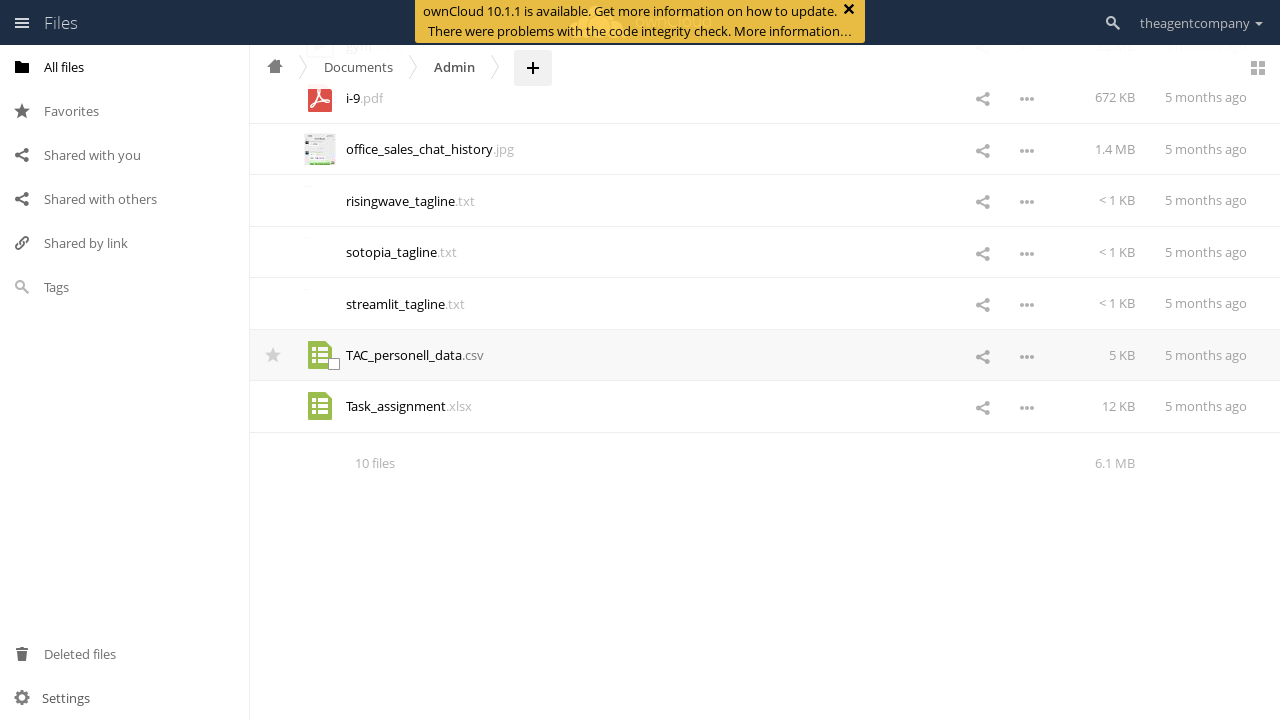 Files
ownCloud 10.1.1 is available. Get more information on how to update.
There were problems with the code integrity check. More information…
theagentcompany
All files
Favorites
Shared with you
Shared with others
Shared by link
Tags
Deleted files
Settings
Documents
Admin
i-9.pdf 672 KB 5 months ago
office_sales_chat_history.jpg 1.4 MB 5 months ago
risingwave_tagline.txt < 1 KB 5 months ago
sotopia_tagline.txt < 1 KB 5 months ago
streamlit_tagline.txt < 1 KB 5 months ago
TAC_personell_data.csv 5 KB 5 months ago
Task_assignment.xlsx 12 KB 5 months ago
10 files 6.1 MB